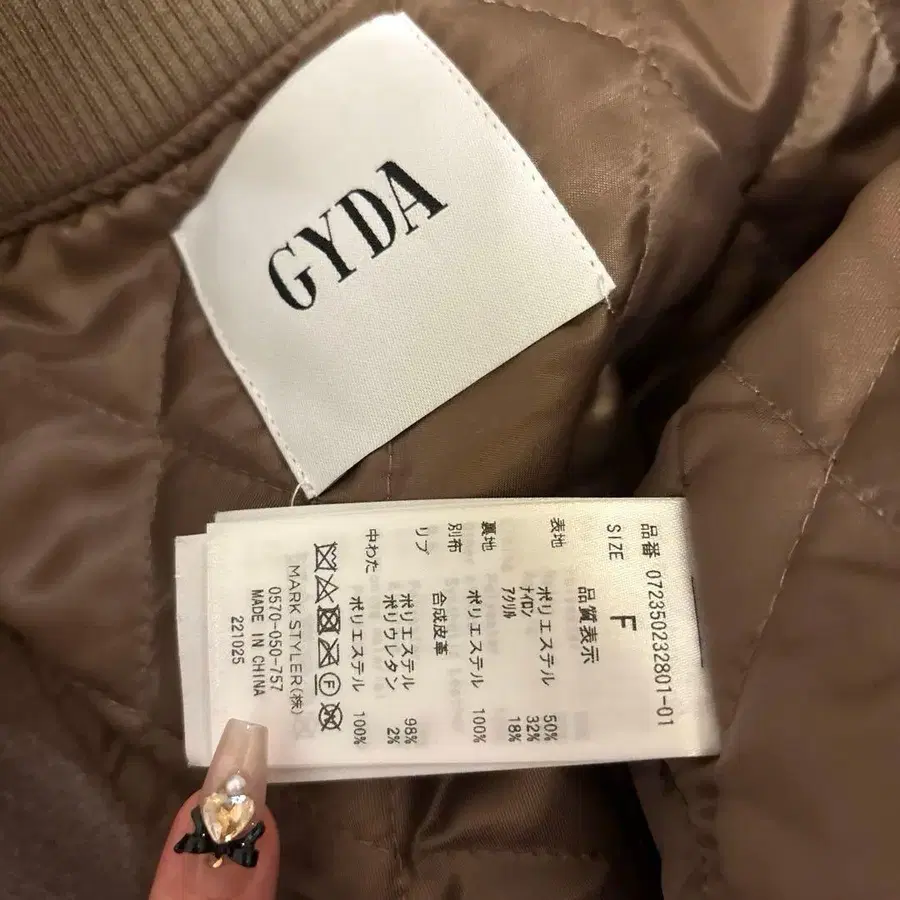 GYDA
品番 072350232801-01
SIZE F
品質表示
表地 ポリエステル 50%
ナイロン 32%
アクリル 18%
裏地 ポリエステル 100%
別布 合成皮革
リブ ポリエステル 98%
ポリウレタン 2%
中わた ポリエステル 100%
MARK STYLER(株)
0570-050-757
MADE IN CHINA
221025